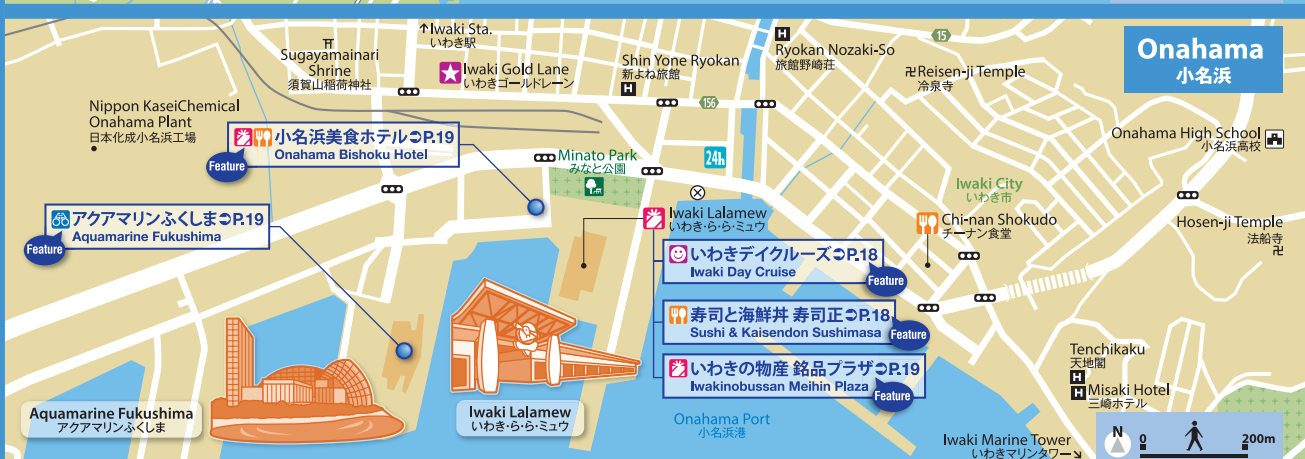 Onahama
小名浜
↑Iwaki Sta.
いわき駅
Sugayamainari
Shrine
須賀山稲荷神社
Iwaki Gold Lane
いわきゴールドレーン
Shin Yone Ryokan
新よね旅館
H
H
Ryokan Nozaki-So
旅館野崎荘
15
卍Reisen-ji Temple
冷泉寺
Nippon KaseiChemical
Onahama Plant
日本化成小名浜工場
156
小名浜美食ホテル➲P.19
Onahama Bishoku Hotel
Feature
Onahama High School
小名浜高校
Minato Park
みなと公園
24h
Iwaki City
いわき市
アクアマリンふくしま➲P.19
Aquamarine Fukushima
Feature
Iwaki Lalamew
いわき・ら・ら・ミュウ
Chi-nan Shokudo
チーナン食堂
Hosen-ji Temple
法船寺
卍
いわきデイクルーズ➲P.18
Iwaki Day Cruise
Feature
寿司と海鮮丼 寿司正➲P.18
Sushi & Kaisendon Sushimasa
Feature
いわきの物産 銘品プラザ➲P.19
Iwakinobussan Meihin Plaza
Feature
Tenchikaku
天地閣
H
H Misaki Hotel
三崎ホテル
Aquamarine Fukushima
アクアマリンふくしま
Iwaki Lalamew
いわき・ら・ら・ミュウ
Onahama Port
小名浜港
Iwaki Marine Tower
いわきマリンタワー↘
N
0 200m